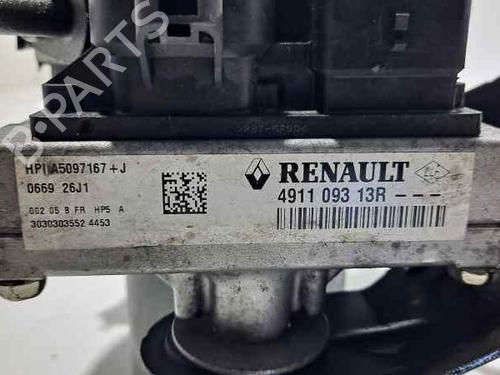 B-PARTS
HPI A5097167+J
0669 26J1
002 05 B FR HP5 A
3030303552 4453
RENAULT
4911 093 13R ---